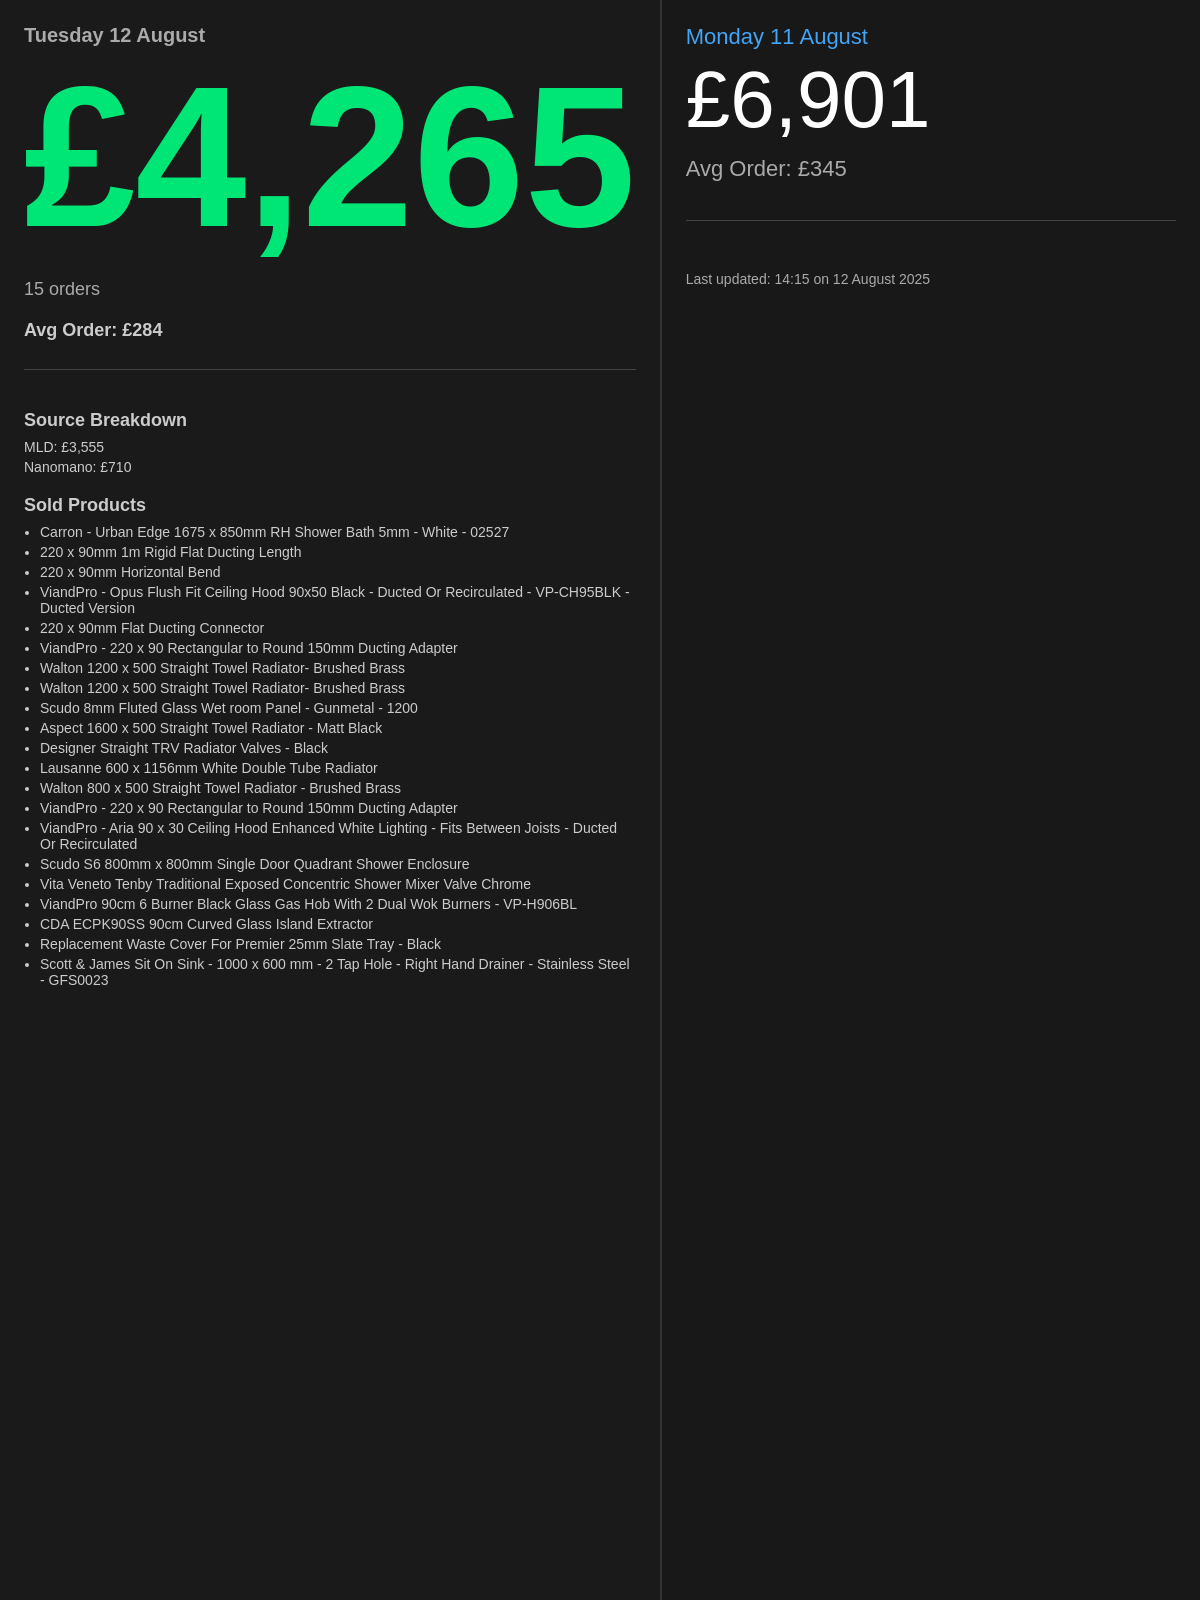 Tuesday 12 August
£4,265
15 orders
Avg Order: £284
Source Breakdown
MLD: £3,555
Nanomano: £710
Sold Products
• Carron - Urban Edge 1675 x 850mm RH Shower Bath 5mm - White - 02527
• 220 x 90mm 1m Rigid Flat Ducting Length
• 220 x 90mm Horizontal Bend
• ViandPro - Opus Flush Fit Ceiling Hood 90x50 Black - Ducted Or Recirculated - VP-CH95BLK -
Ducted Version
• 220 x 90mm Flat Ducting Connector
• ViandPro - 220 x 90 Rectangular to Round 150mm Ducting Adapter
• Walton 1200 x 500 Straight Towel Radiator- Brushed Brass
• Walton 1200 x 500 Straight Towel Radiator- Brushed Brass
• Scudo 8mm Fluted Glass Wet room Panel - Gunmetal - 1200
• Aspect 1600 x 500 Straight Towel Radiator - Matt Black
• Designer Straight TRV Radiator Valves - Black
• Lausanne 600 x 1156mm White Double Tube Radiator
• Walton 800 x 500 Straight Towel Radiator - Brushed Brass
• ViandPro - 220 x 90 Rectangular to Round 150mm Ducting Adapter
• ViandPro - Aria 90 x 30 Ceiling Hood Enhanced White Lighting - Fits Between Joists - Ducted
Or Recirculated
• Scudo S6 800mm x 800mm Single Door Quadrant Shower Enclosure
• Vita Veneto Tenby Traditional Exposed Concentric Shower Mixer Valve Chrome
• ViandPro 90cm 6 Burner Black Glass Gas Hob With 2 Dual Wok Burners - VP-H906BL
• CDA ECPK90SS 90cm Curved Glass Island Extractor
• Replacement Waste Cover For Premier 25mm Slate Tray - Black
• Scott & James Sit On Sink - 1000 x 600 mm - 2 Tap Hole - Right Hand Drainer - Stainless Steel
- GFS0023
Monday 11 August
£6,901
Avg Order: £345
Last updated: 14:15 on 12 August 2025